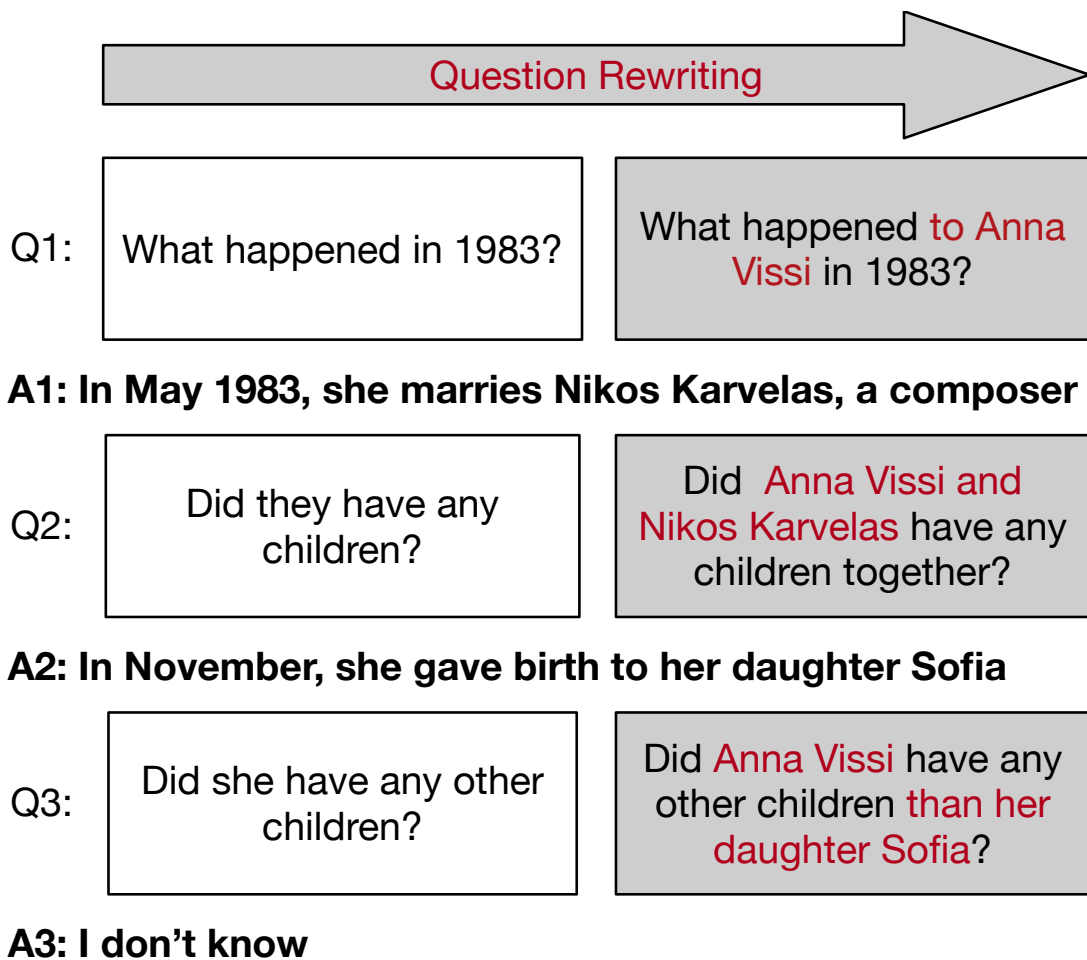 Question Rewriting
Q1:
What happened in 1983?
What happened to Anna
Vissi in 1983?
A1: In May 1983, she marries Nikos Karvelas, a composer
Q2:
Did they have any
children?
Did Anna Vissi and
Nikos Karvelas have any
children together?
A2: In November, she gave birth to her daughter Sofia
Q3:
Did she have any other
children?
Did Anna Vissi have any
other children than her
daughter Sofia?
A3: I don’t know